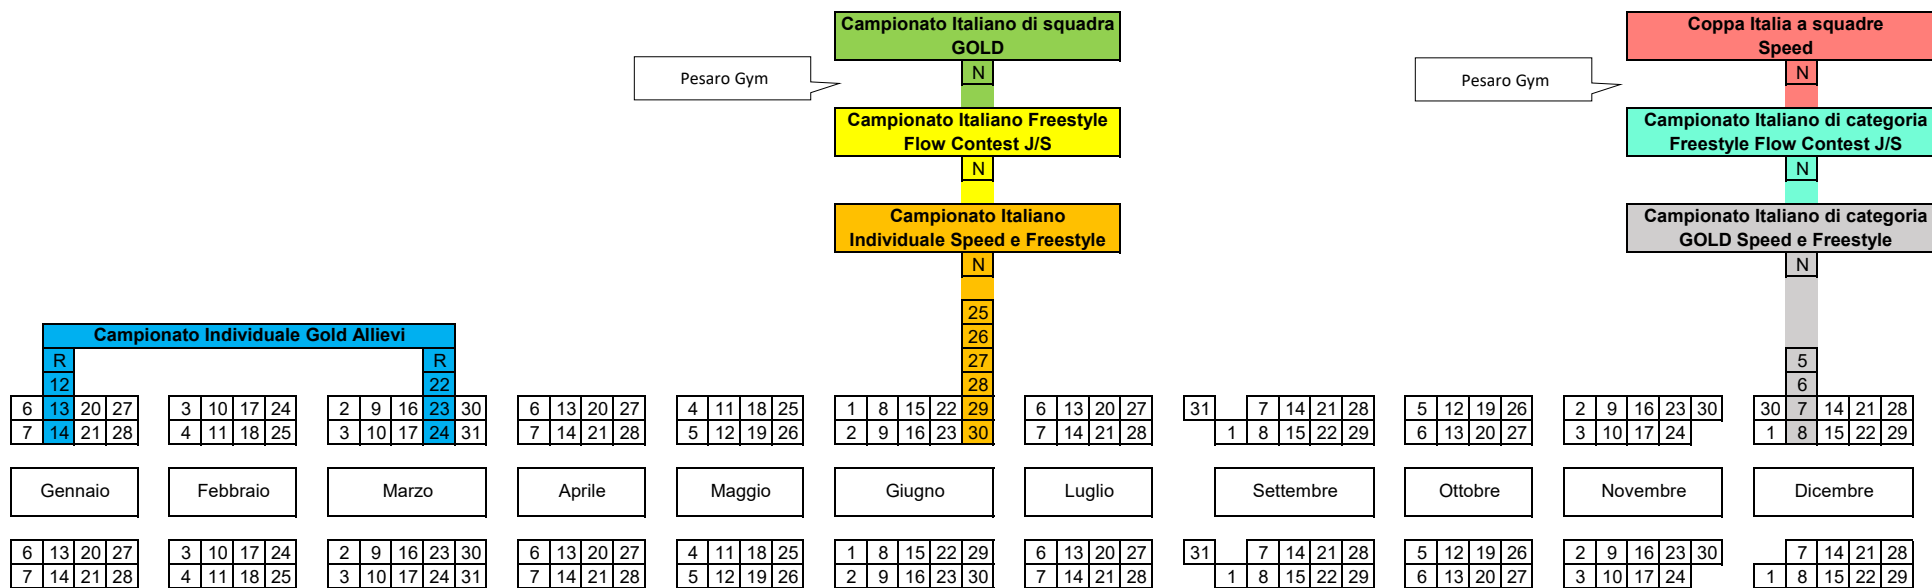 Campionato Italiano di squadra
GOLD
N
Pesaro Gym
Campionato Italiano Freestyle
Flow Contest J/S
N
Campionato Italiano
Individuale Speed e Freestyle
N
25
26
27
28
Coppa Italia a squadre
Speed
N
Pesaro Gym
Campionato Italiano di categoria
Freestyle Flow Contest J/S
N
Campionato Italiano di categoria
GOLD Speed e Freestyle
N
5
6
Campionato Individuale Gold Allievi
R R
12 22
6 13 20 27 3 10 17 24 2 9 16 23 30 6 13 20 27 4 11 18 25 1 8 15 22 29 6 13 20 27 31 7 14 21 28 5 12 19 26 2 9 16 23 30 30 7 14 21 28
7 14 21 28 4 11 18 25 3 10 17 24 31 7 14 21 28 5 12 19 26 2 9 16 23 30 7 14 21 28 1 8 15 22 29 6 13 20 27 3 10 17 24 1 8 15 22 29
Gennaio Febbraio Marzo Aprile Maggio Giugno Luglio Settembre Ottobre Novembre Dicembre
6 13 20 27 3 10 17 24 2 9 16 23 30 6 13 20 27 4 11 18 25 1 8 15 22 29 6 13 20 27 31 7 14 21 28 5 12 19 26 2 9 16 23 30 7 14 21 28
7 14 21 28 4 11 18 25 3 10 17 24 31 7 14 21 28 5 12 19 26 2 9 16 23 30 7 14 21 28 1 8 15 22 29 6 13 20 27 3 10 17 24 1 8 15 22 29